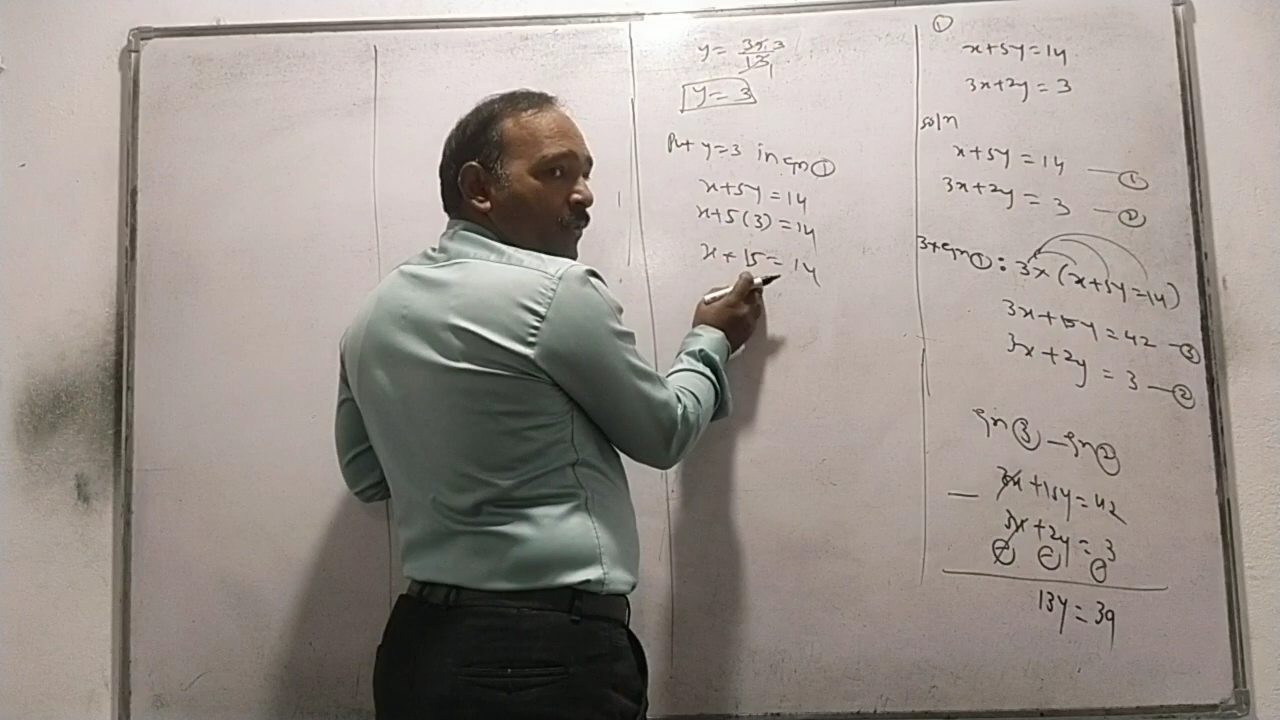 ①
x+5y=14
3x+2y=3
soln
x+5y=14 — ①
3x+2y=3 — ②
3×eqn①: 3×(x+5y=14)
3x+15y=42 — ③
3x+2y=3 — ②
eqn③ – eqn②
— 3x+15y=42
3x+2y=3
⊖ ⊖ ⊖
13y=39
y= 39 3 / 13 1
y=3
Put y=3 in eqn①
x+5y=14
x+5(3)=14
x+15=14